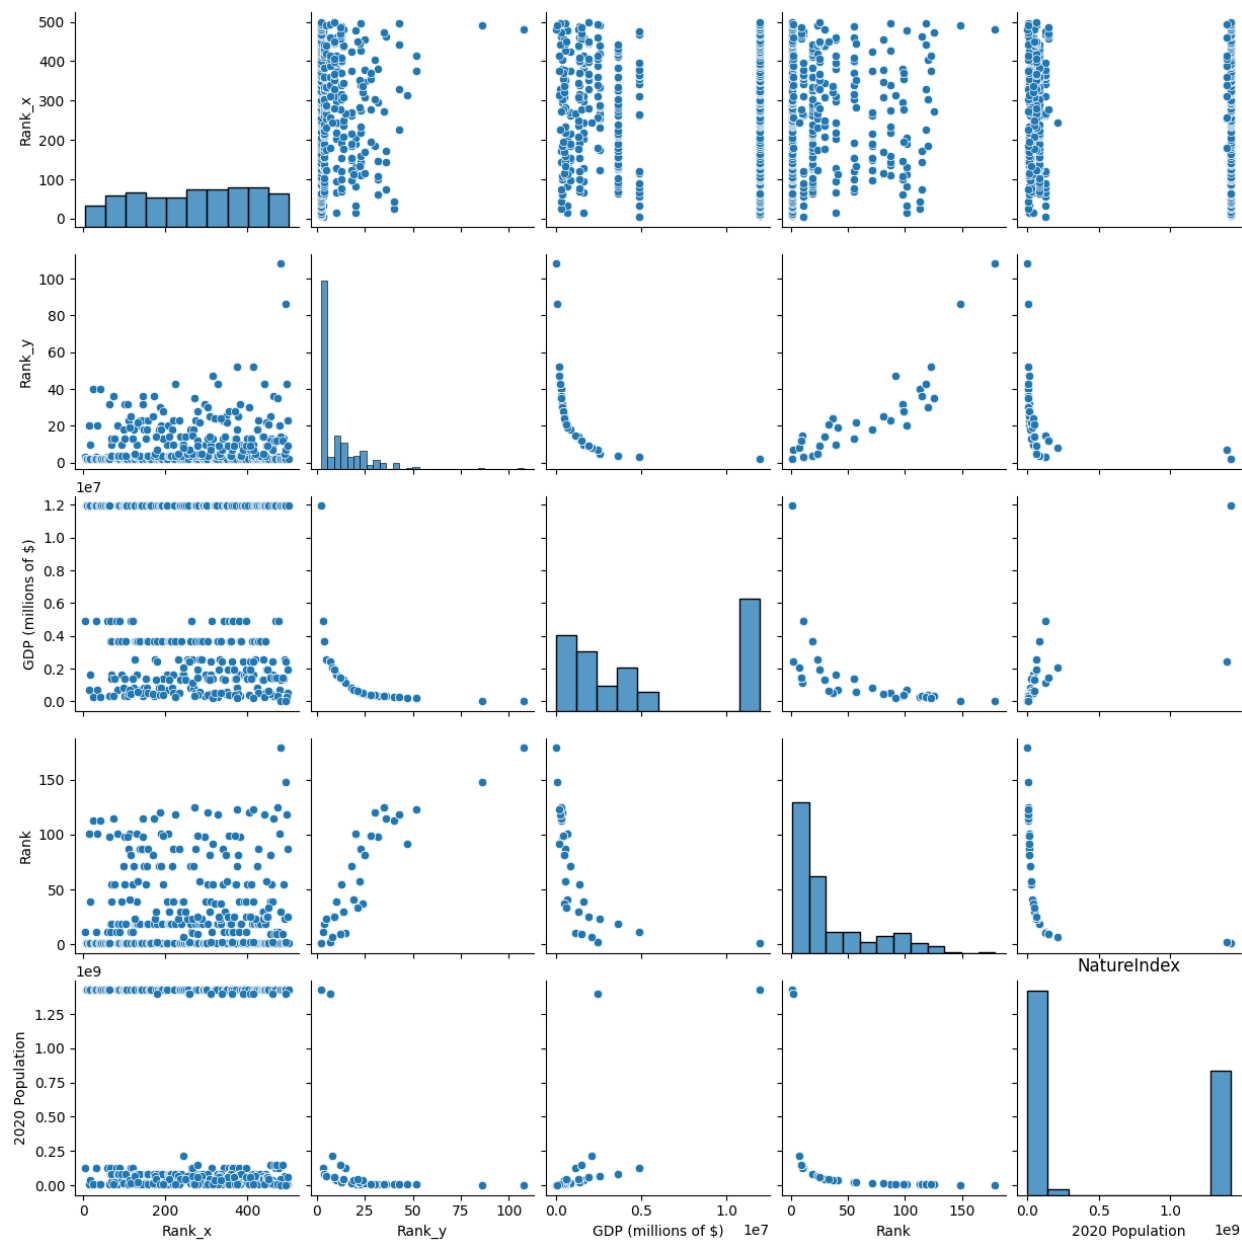 500
400
300
200
100
0
Rank_x
0
200
400
100
80
60
40
20
0
Rank_y
1e7
1.2
1.0
0.8
0.6
0.4
0.2
0.0
GDP (millions of $)
150
100
50
0
Rank
NatureIndex
1e9
1.25
1.00
0.75
0.50
0.25
0.00
2020 Population
0 200 400
0 25 50 75 100
0.0 0.5 1.0
0 50 100 150
0.0 0.5 1.0
Rank_x
Rank_y
GDP (millions of $) 1e7
Rank
2020 Population 1e9